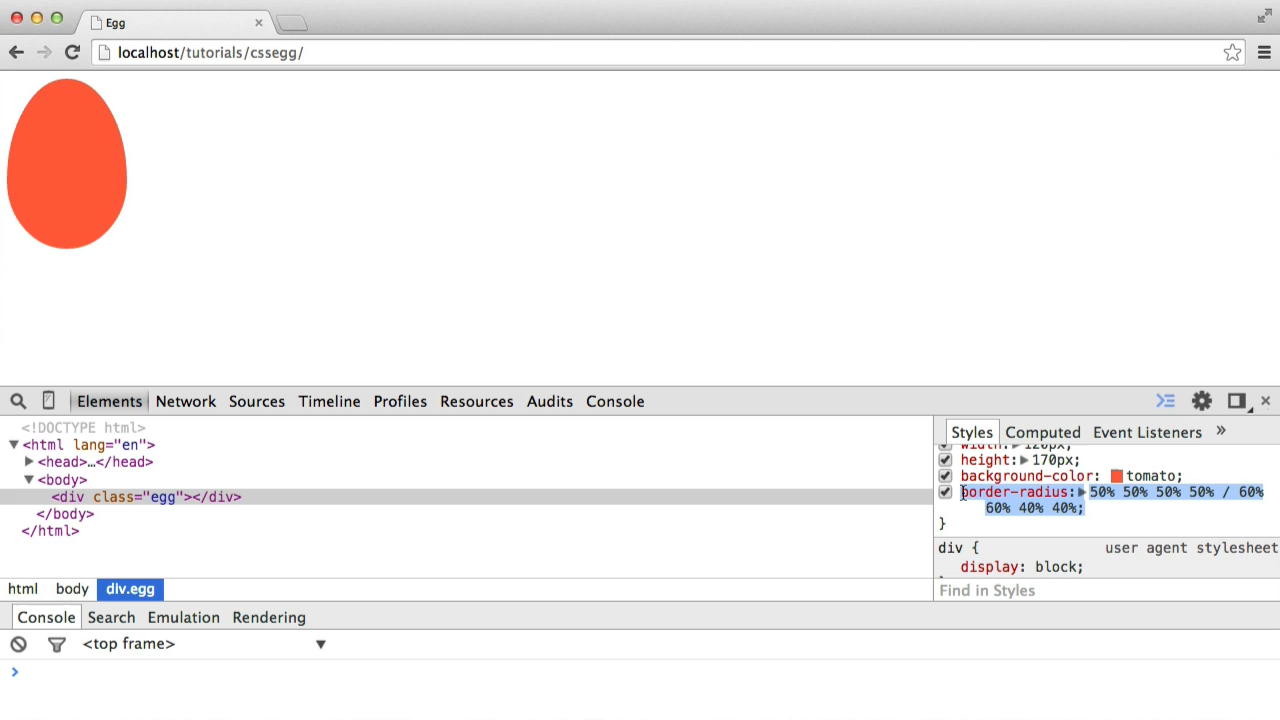 Egg
localhost/tutorials/cssegg/
Elements Network Sources Timeline Profiles Resources Audits Console
<!DOCTYPE html>
<html lang="en">
<head>…</head>
<body>
<div class="egg"></div>
</body>
</html>
html body div.egg
Styles Computed Event Listeners »
width: 120px;
height: 170px;
background-color: tomato;
border-radius: 50% 50% 50% 50% / 60%
60% 40% 40%;
}
div { user agent stylesheet
display: block;
Find in Styles
Console Search Emulation Rendering
<top frame>